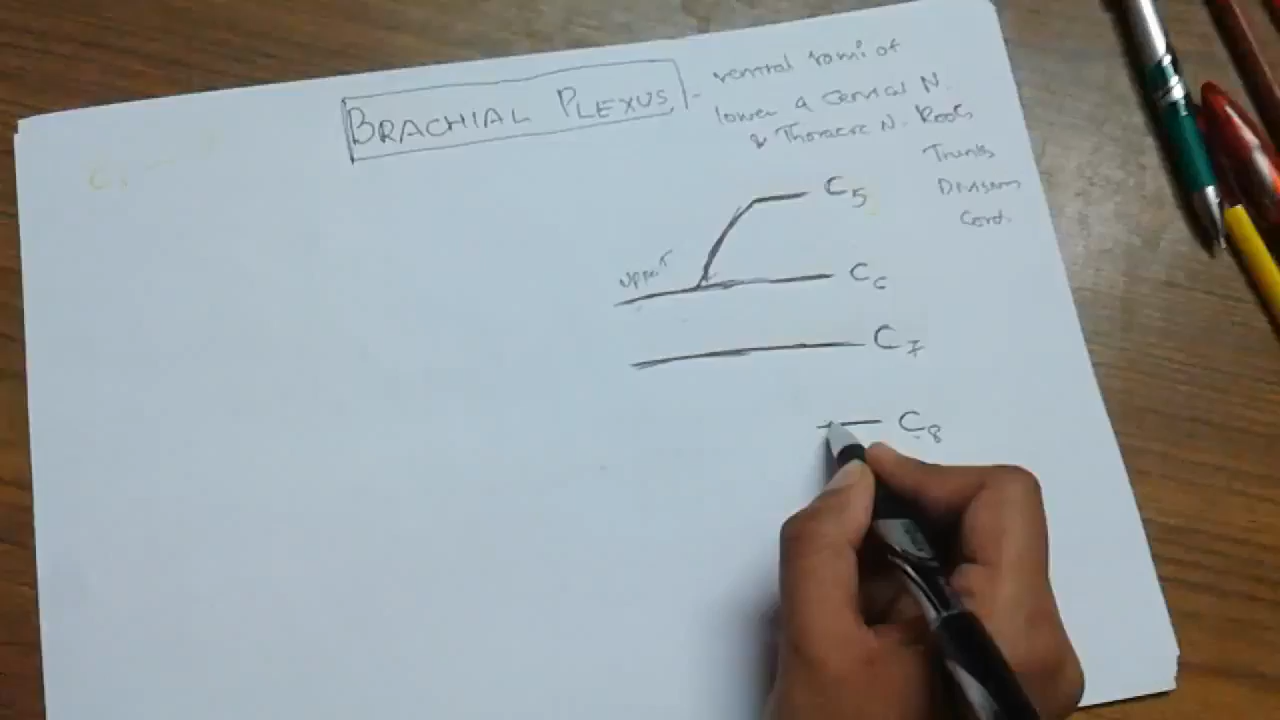 BRACHIAL PLEXUS - ventral rami of
lower 4 Cervical N.
& Thoracic N. Roots
Trunks
Division
Cord.
C5
upper
C6
C7
C8